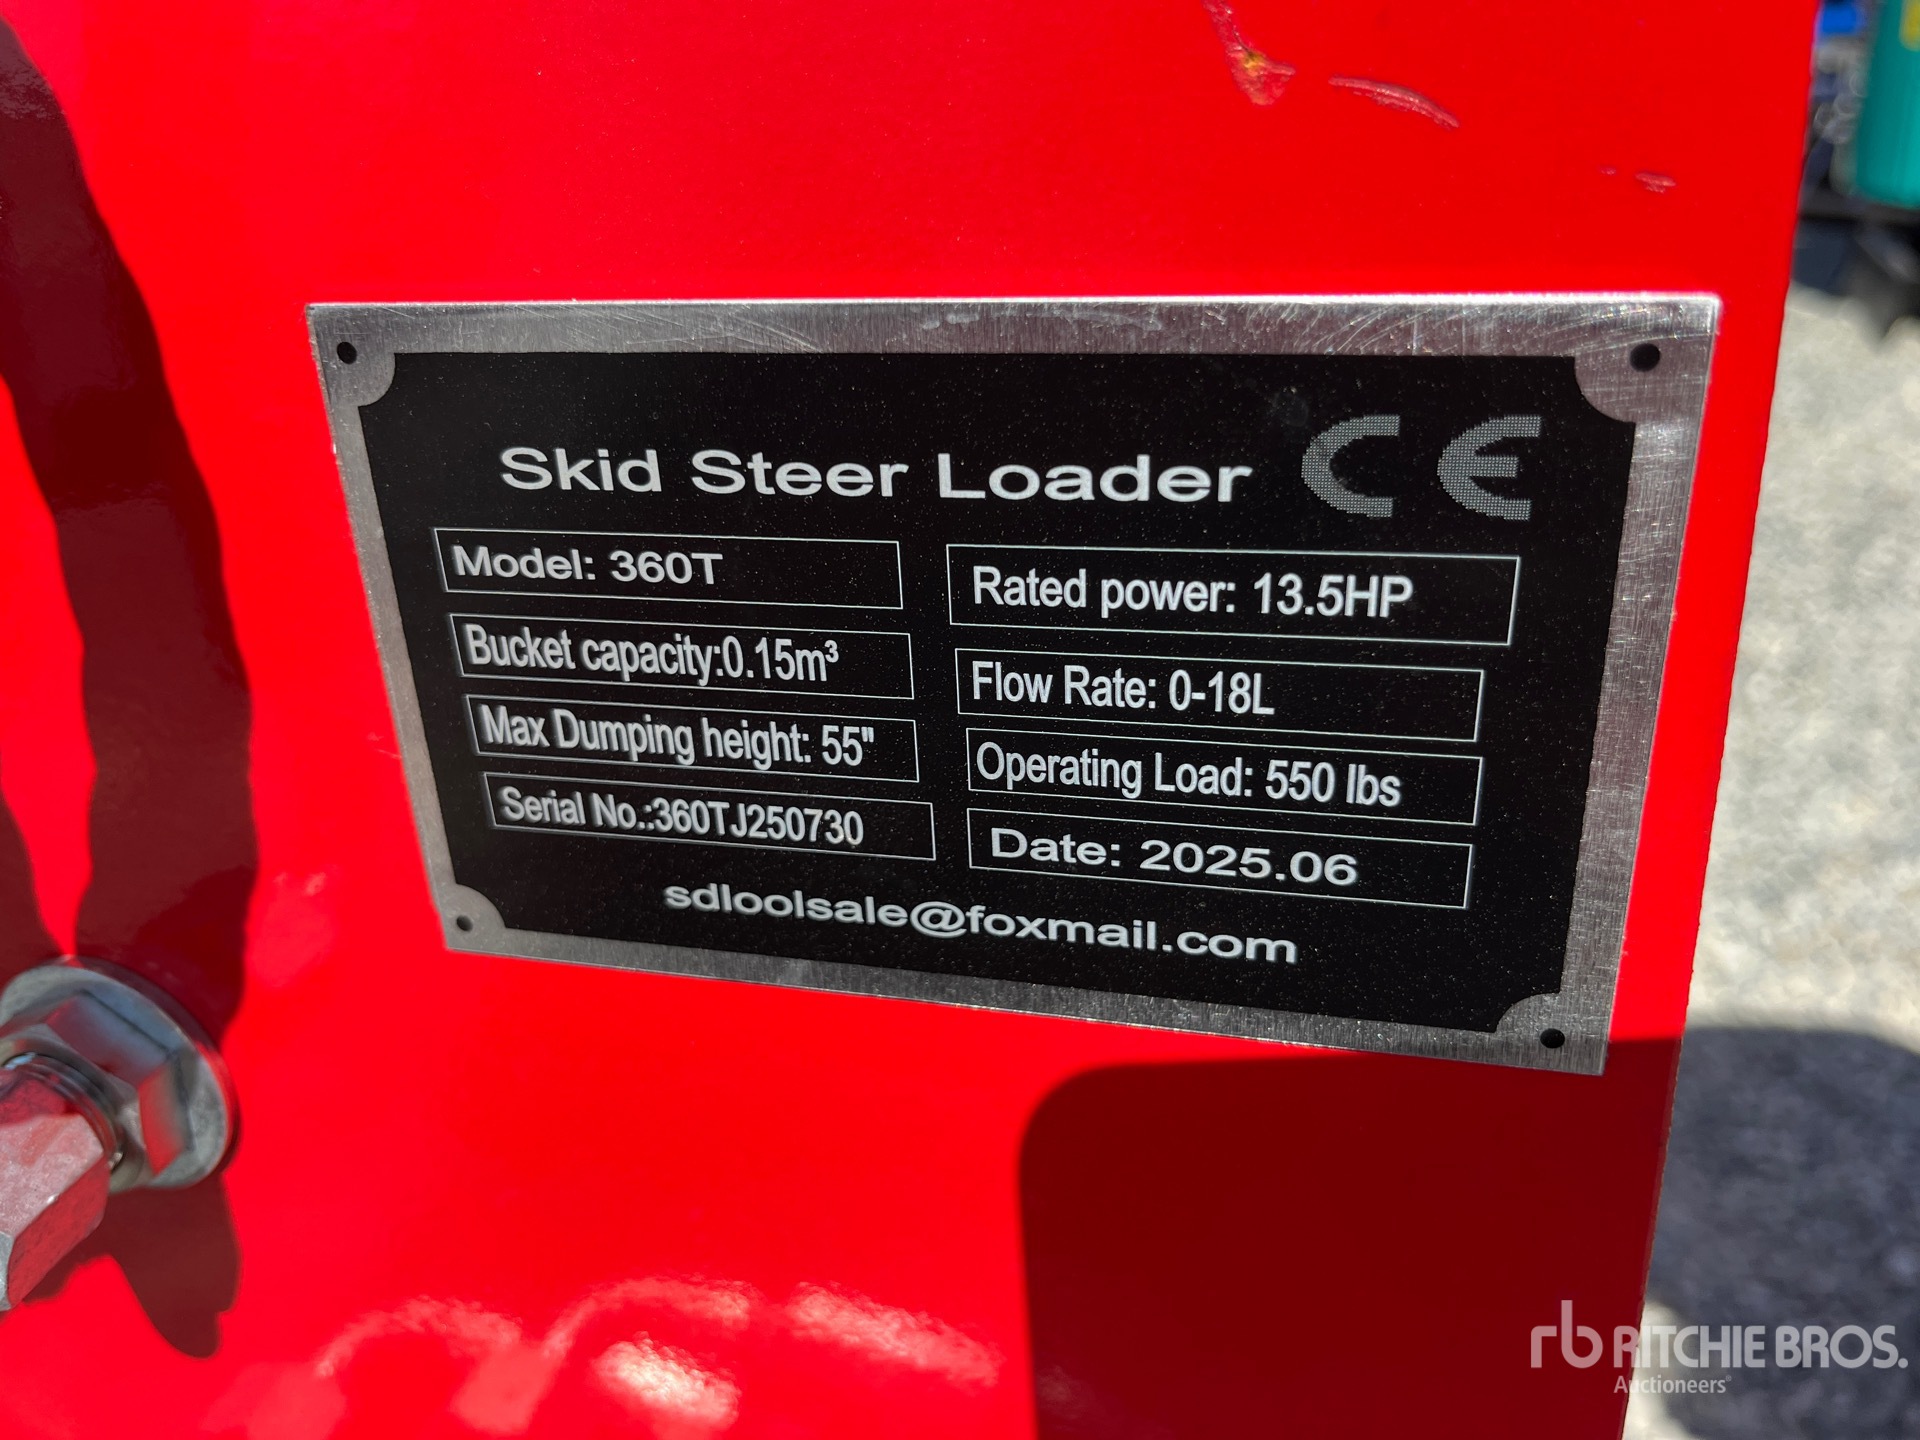 Skid Steer Loader CE
Model: 360T
Rated power: 13.5HP
Bucket capacity:0.15m³
Flow Rate: 0-18L
Max Dumping height: 55"
Operating Load: 550 lbs
Serial No.:360TJ250730
Date: 2025.06
sdloolsale@foxmail.com
rb RITCHIE BROS.
Auctioneers